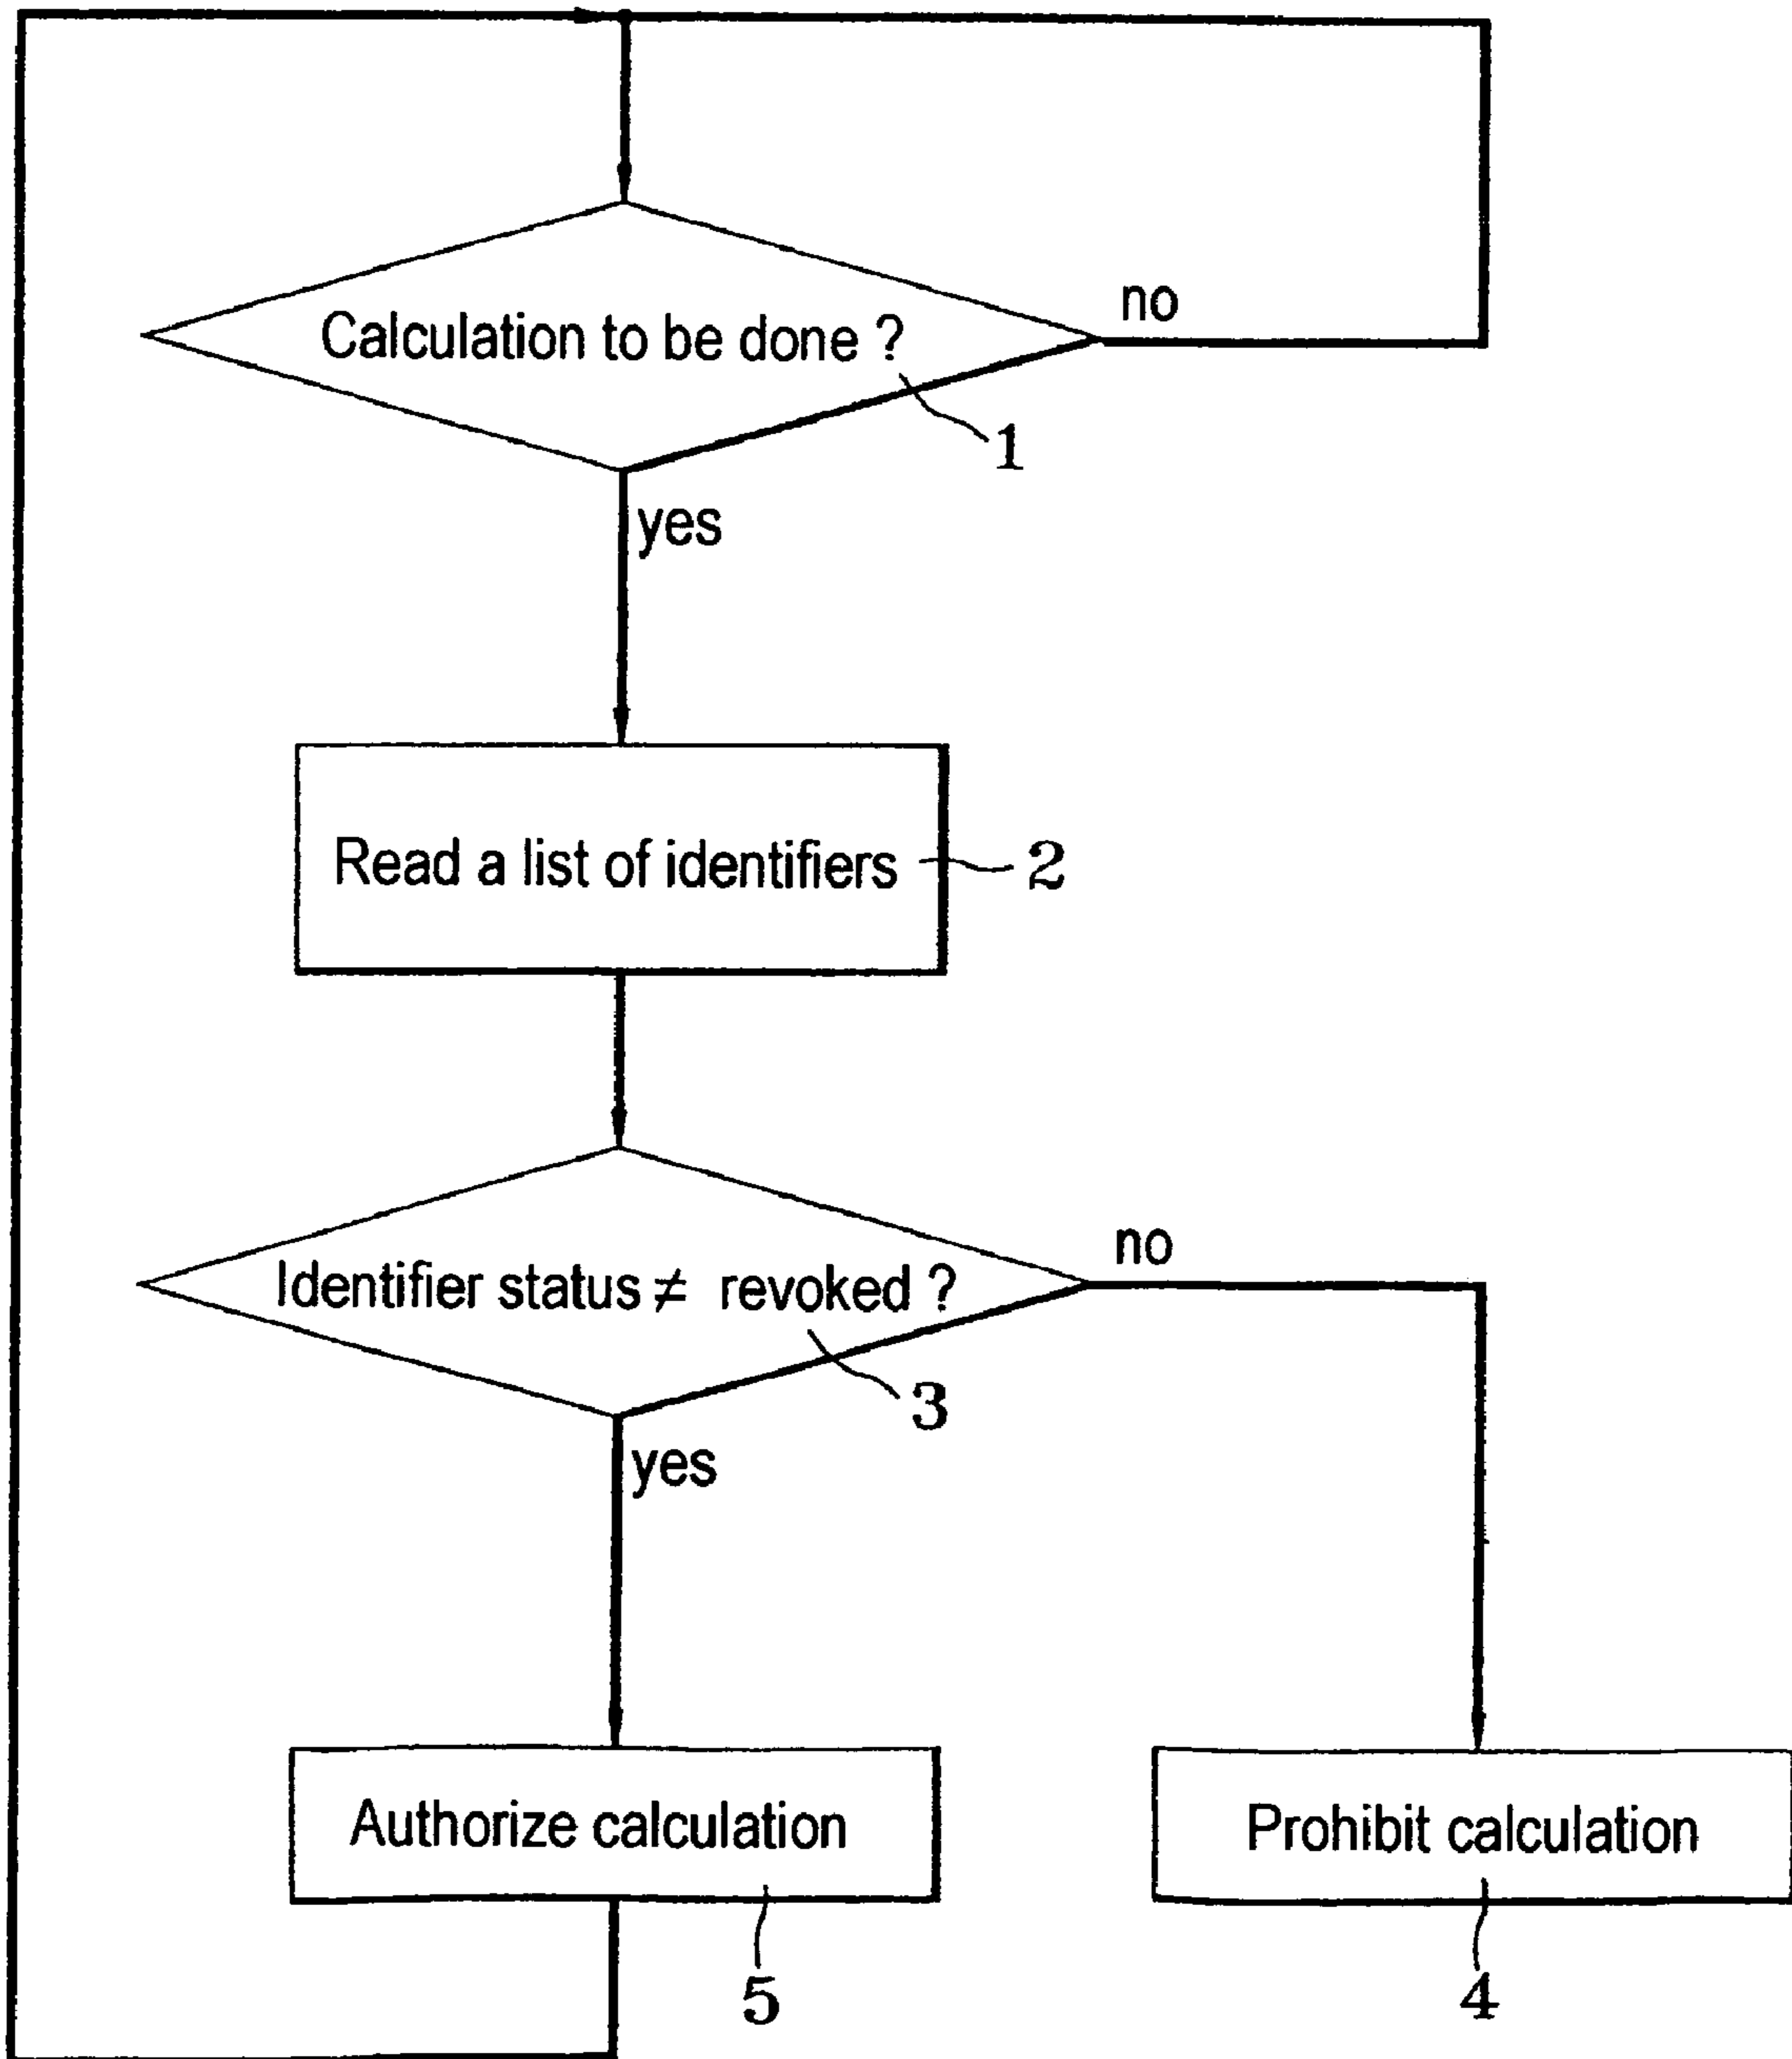 Calculation to be done ?
no
1
yes
Read a list of identifiers
2
Identifier status ≠ revoked ?
no
3
yes
Authorize calculation
Prohibit calculation
5
4